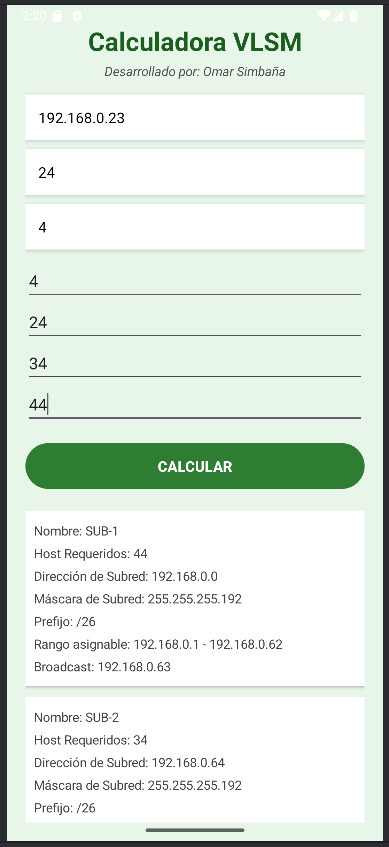 2:20
Calculadora VLSM
Desarrollado por: Omar Simbaña
192.168.0.23
24
4
4
24
34
44
CALCULAR
Nombre: SUB-1
Host Requeridos: 44
Dirección de Subred: 192.168.0.0
Máscara de Subred: 255.255.255.192
Prefijo: /26
Rango asignable: 192.168.0.1 - 192.168.0.62
Broadcast: 192.168.0.63
Nombre: SUB-2
Host Requeridos: 34
Dirección de Subred: 192.168.0.64
Máscara de Subred: 255.255.255.192
Prefijo: /26